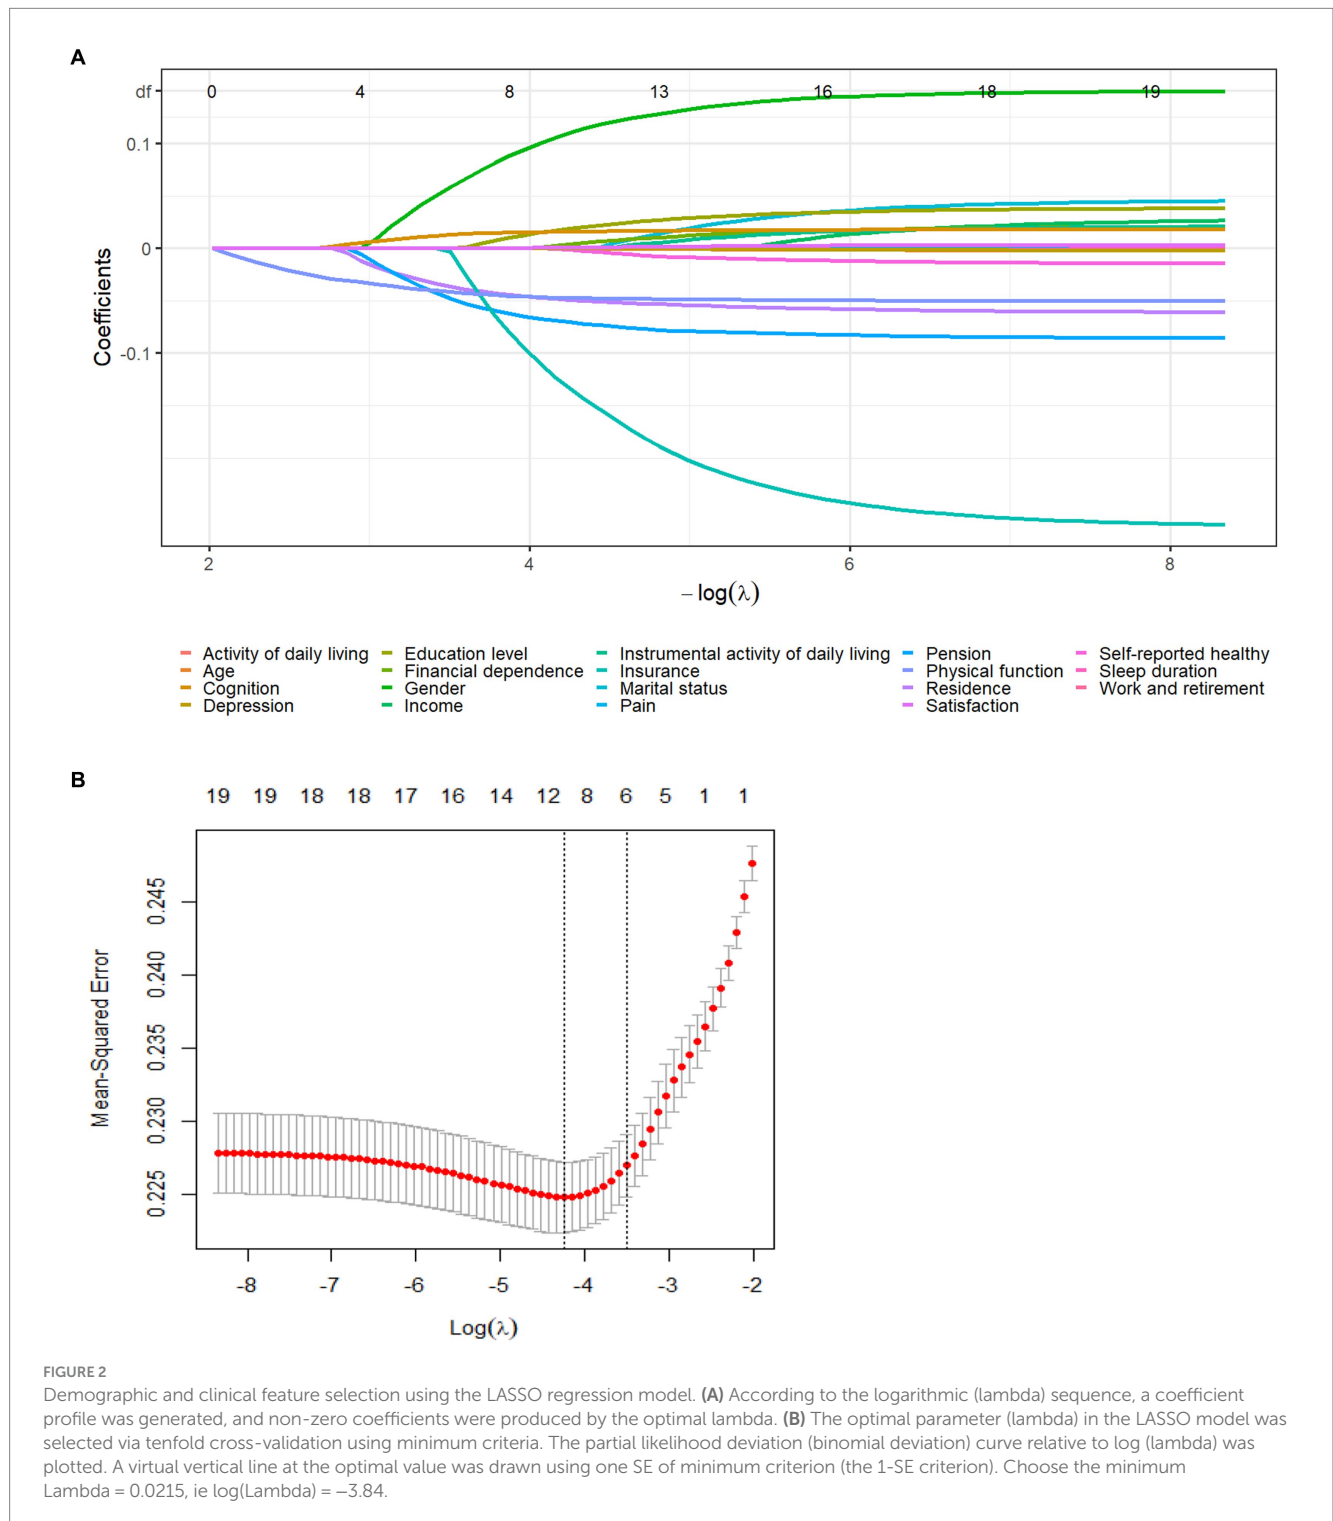 A
df 0 4 8 13 16 18 19
0.1
0
-0.1
Coefficients
2 4 6 8
– log(λ)
Activity of daily living Education level Instrumental activity of daily living Pension Self-reported healthy
Age Financial dependence Insurance Physical function Sleep duration
Cognition Gender Marital status Residence Work and retirement
Depression Income Pain Satisfaction
B
19 19 18 18 17 16 14 12 8 6 5 1 1
0.245
0.240
0.235
0.230
0.225
Mean-Squared Error
-8 -7 -6 -5 -4 -3 -2
Log(λ)
FIGURE 2
Demographic and clinical feature selection using the LASSO regression model. (A) According to the logarithmic (lambda) sequence, a coefficient
profile was generated, and non-zero coefficients were produced by the optimal lambda. (B) The optimal parameter (lambda) in the LASSO model was
selected via tenfold cross-validation using minimum criteria. The partial likelihood deviation (binomial deviation) curve relative to log (lambda) was
plotted. A virtual vertical line at the optimal value was drawn using one SE of minimum criterion (the 1-SE criterion). Choose the minimum
Lambda = 0.0215, ie log(Lambda) = −3.84.